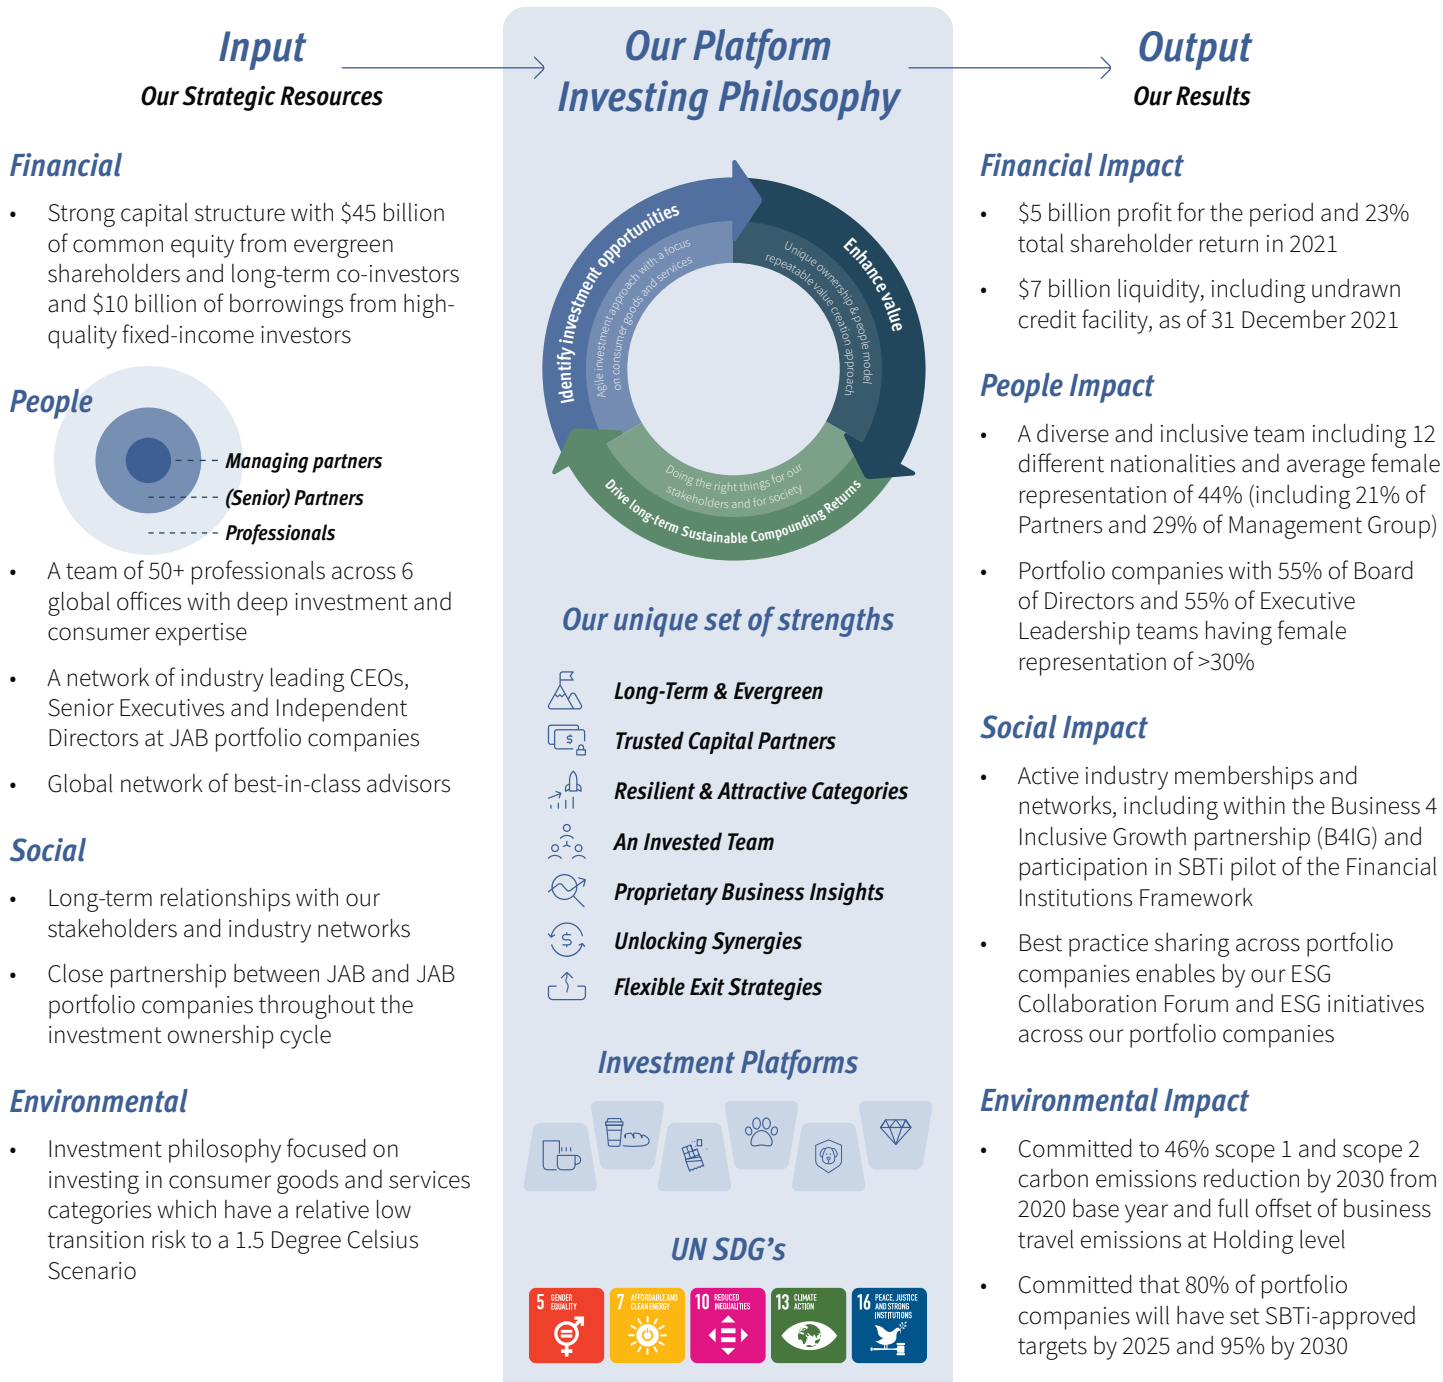 Input
Our Strategic Resources
Financial
• Strong capital structure with $45 billion
of common equity from evergreen
shareholders and long-term co-investors
and $10 billion of borrowings from high-
quality fixed-income investors
People
Managing partners
(Senior) Partners
Professionals
• A team of 50+ professionals across 6
global offices with deep investment and
consumer expertise
• A network of industry leading CEOs,
Senior Executives and Independent
Directors at JAB portfolio companies
• Global network of best-in-class advisors
Social
• Long-term relationships with our
stakeholders and industry networks
• Close partnership between JAB and JAB
portfolio companies throughout the
investment ownership cycle
Environmental
• Investment philosophy focused on
investing in consumer goods and services
categories which have a relative low
transition risk to a 1.5 Degree Celsius
Scenario
Our Platform
Investing Philosophy
Identify investment opportunities
Agile investment approach with a focus
on consumer goods and services
Enhance value
Unique ownership & people model
repeatable value creation approach
Doing the right things for our
stakeholders and for society
Drive long-term Sustainable Compounding Returns
Our unique set of strengths
Long-Term & Evergreen
$
Trusted Capital Partners
Resilient & Attractive Categories
An Invested Team
Proprietary Business Insights
$
Unlocking Synergies
Flexible Exit Strategies
Investment Platforms
UN SDG's
5 GENDER
EQUALITY
7 AFFORDABLE AND
CLEAN ENERGY
10 REDUCED
INEQUALITIES
13 CLIMATE
ACTION
16 PEACE, JUSTICE
AND STRONG
INSTITUTIONS
Output
Our Results
Financial Impact
• $5 billion profit for the period and 23%
total shareholder return in 2021
• $7 billion liquidity, including undrawn
credit facility, as of 31 December 2021
People Impact
• A diverse and inclusive team including 12
different nationalities and average female
representation of 44% (including 21% of
Partners and 29% of Management Group)
• Portfolio companies with 55% of Board
of Directors and 55% of Executive
Leadership teams having female
representation of >30%
Social Impact
• Active industry memberships and
networks, including within the Business 4
Inclusive Growth partnership (B4IG) and
participation in SBTi pilot of the Financial
Institutions Framework
• Best practice sharing across portfolio
companies enables by our ESG
Collaboration Forum and ESG initiatives
across our portfolio companies
Environmental Impact
• Committed to 46% scope 1 and scope 2
carbon emissions reduction by 2030 from
2020 base year and full offset of business
travel emissions at Holding level
• Committed that 80% of portfolio
companies will have set SBTi-approved
targets by 2025 and 95% by 2030